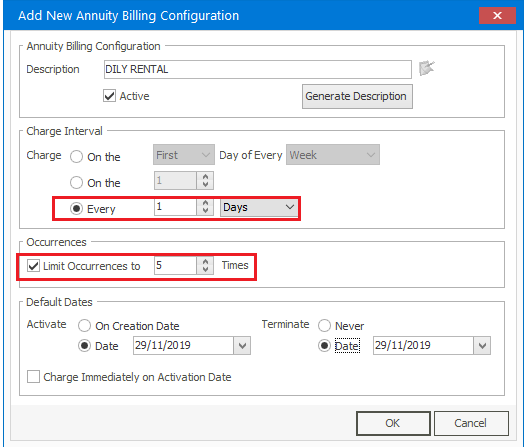 Add New Annuity Billing Configuration
Annuity Billing Configuration
Description DILY RENTAL
Active Generate Description
Charge Interval
Charge On the First Day of Every Week
On the 1
Every 1 Days
Occurrences
Limit Occurrences to 5 Times
Default Dates
Activate On Creation Date Terminate Never
Date 29/11/2019 Date 29/11/2019
Charge Immediately on Activation Date
OK Cancel